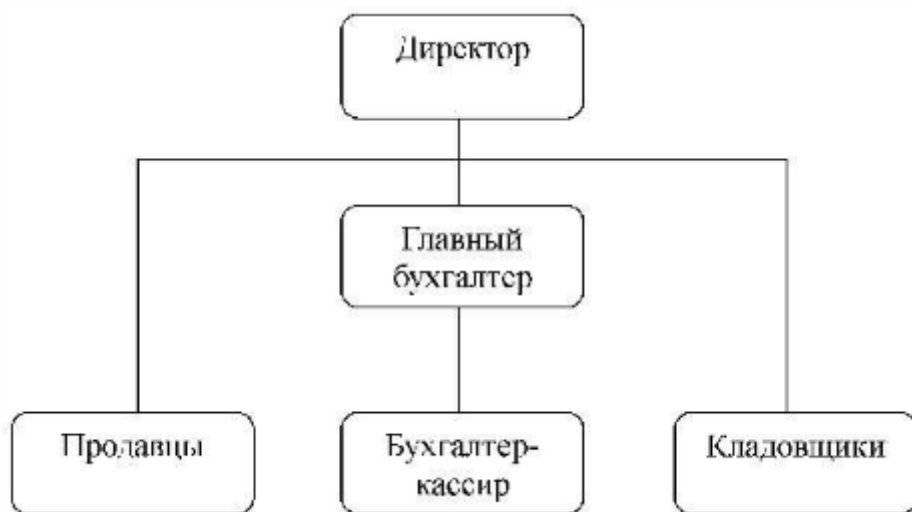 Директор
Главный
бухгалтер
Продавцы
Бухгалтер-
кассир
Кладовщики